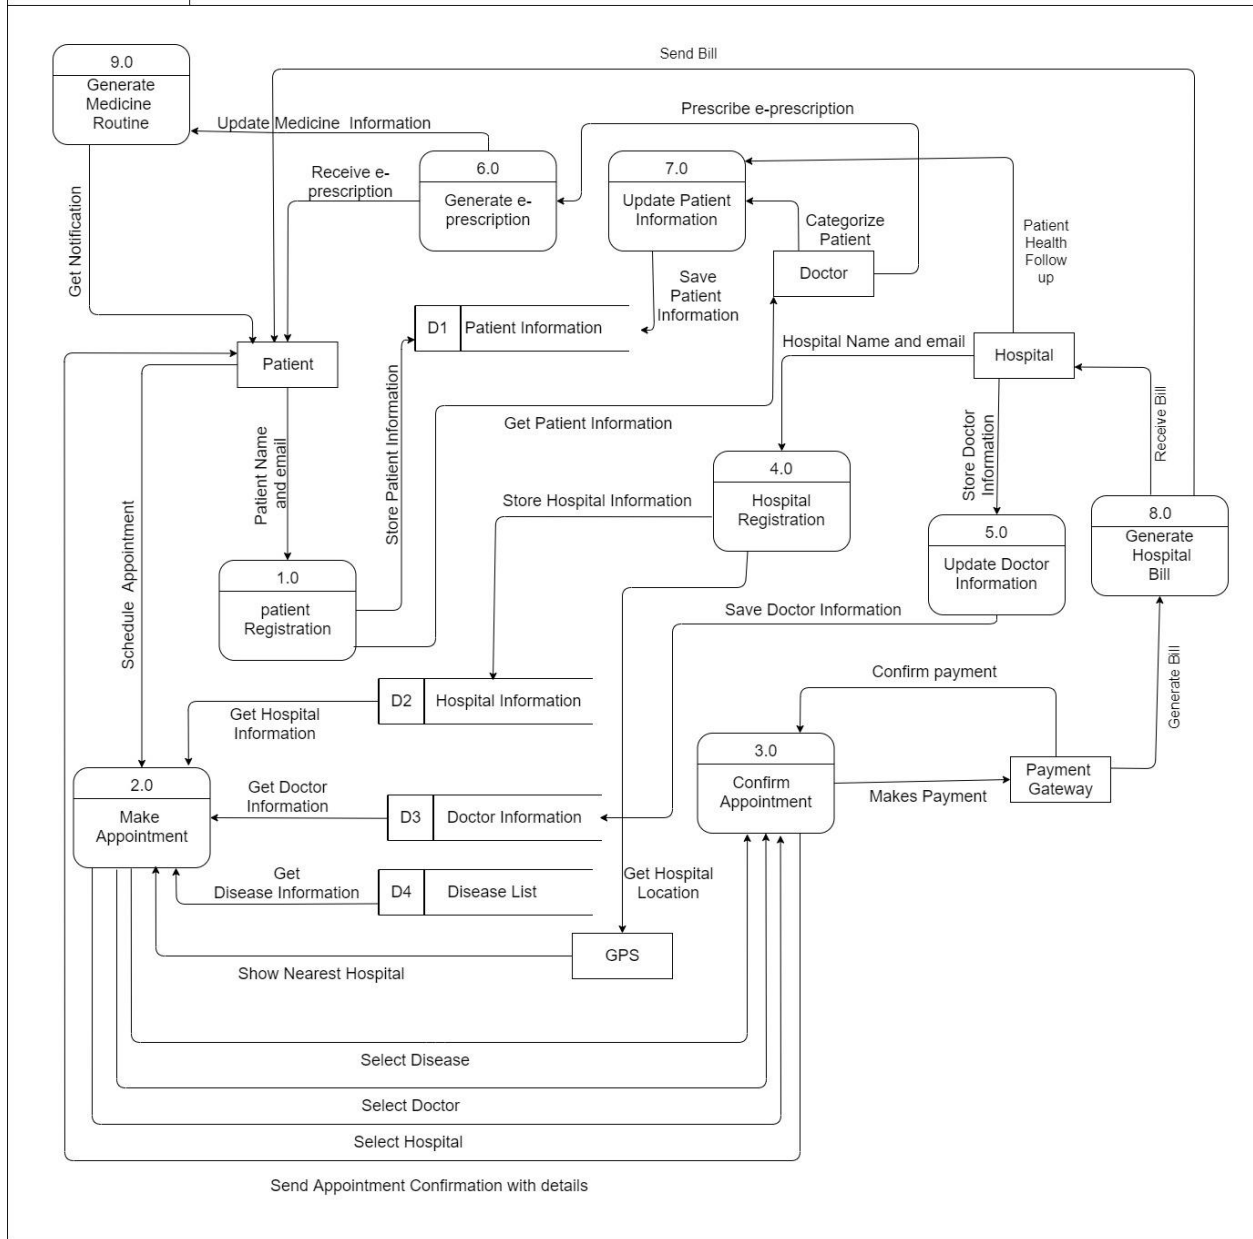 Send Bill
9.0
Generate
Medicine
Routine
Prescribe e-prescription
Update Medicine Information
Receive e-
prescription
6.0
Generate e-
prescription
7.0
Update Patient
Information
Categorize
Patient
Doctor
Patient
Health
Follow
up
Get Notification
Save
Patient
Information
D1
Patient Information
Patient
Hospital Name and email
Hospital
Get Patient Information
Patient Name
and email
Store Patient Information
Store Doctor
Information
Receive Bill
4.0
Hospital
Registration
Store Hospital Information
Schedule Appointment
5.0
Update Doctor
Information
8.0
Generate
Hospital
Bill
1.0
patient
Registration
Save Doctor Information
Confirm payment
Generate Bill
D2
Hospital Information
Get Hospital
Information
3.0
Confirm
Appointment
Payment
Gateway
Makes Payment
2.0
Make
Appointment
Get Doctor
Information
D3
Doctor Information
Get
Disease Information
D4
Disease List
Get Hospital
Location
GPS
Show Nearest Hospital
Select Disease
Select Doctor
Select Hospital
Send Appointment Confirmation with details